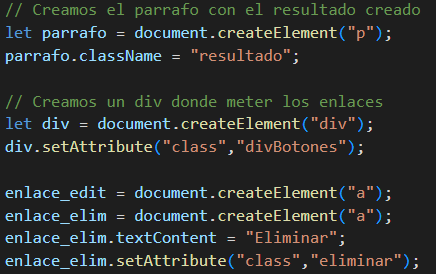 // Creamos el parrafo con el resultado creado
let parrafo = document.createElement("p");
parrafo.className = "resultado";
// Creamos un div donde meter los enlaces
let div = document.createElement("div");
div.setAttribute("class","divBotones");
enlace_edit = document.createElement("a");
enlace_elim = document.createElement("a");
enlace_elim.textContent = "Eliminar";
enlace_elim.setAttribute("class","eliminar");